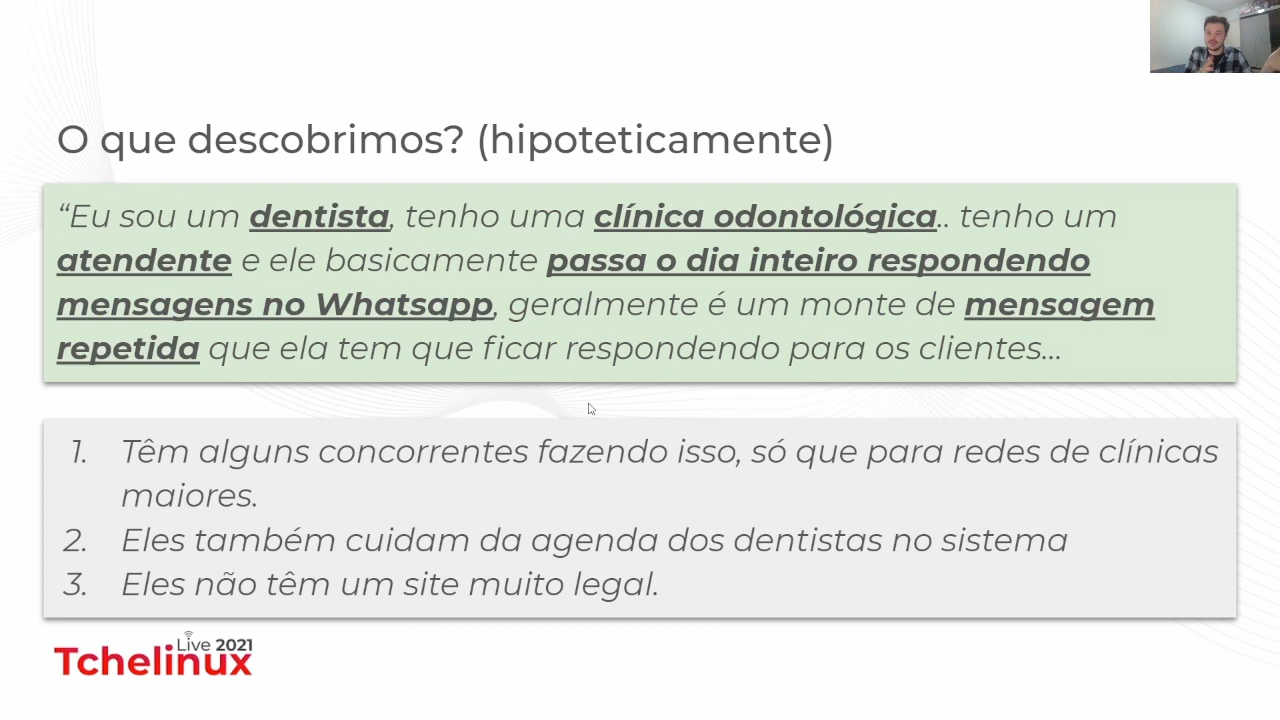 O que descobrimos? (hipoteticamente)
“Eu sou um dentista, tenho uma clínica odontológica.. tenho um
atendente e ele basicamente passa o dia inteiro respondendo
mensagens no Whatsapp, geralmente é um monte de mensagem
repetida que ela tem que ficar respondendo para os clientes...
1. Têm alguns concorrentes fazendo isso, só que para redes de clínicas
maiores.
2. Eles também cuidam da agenda dos dentistas no sistema
3. Eles não têm um site muito legal.
Live 2021
Tchelinux